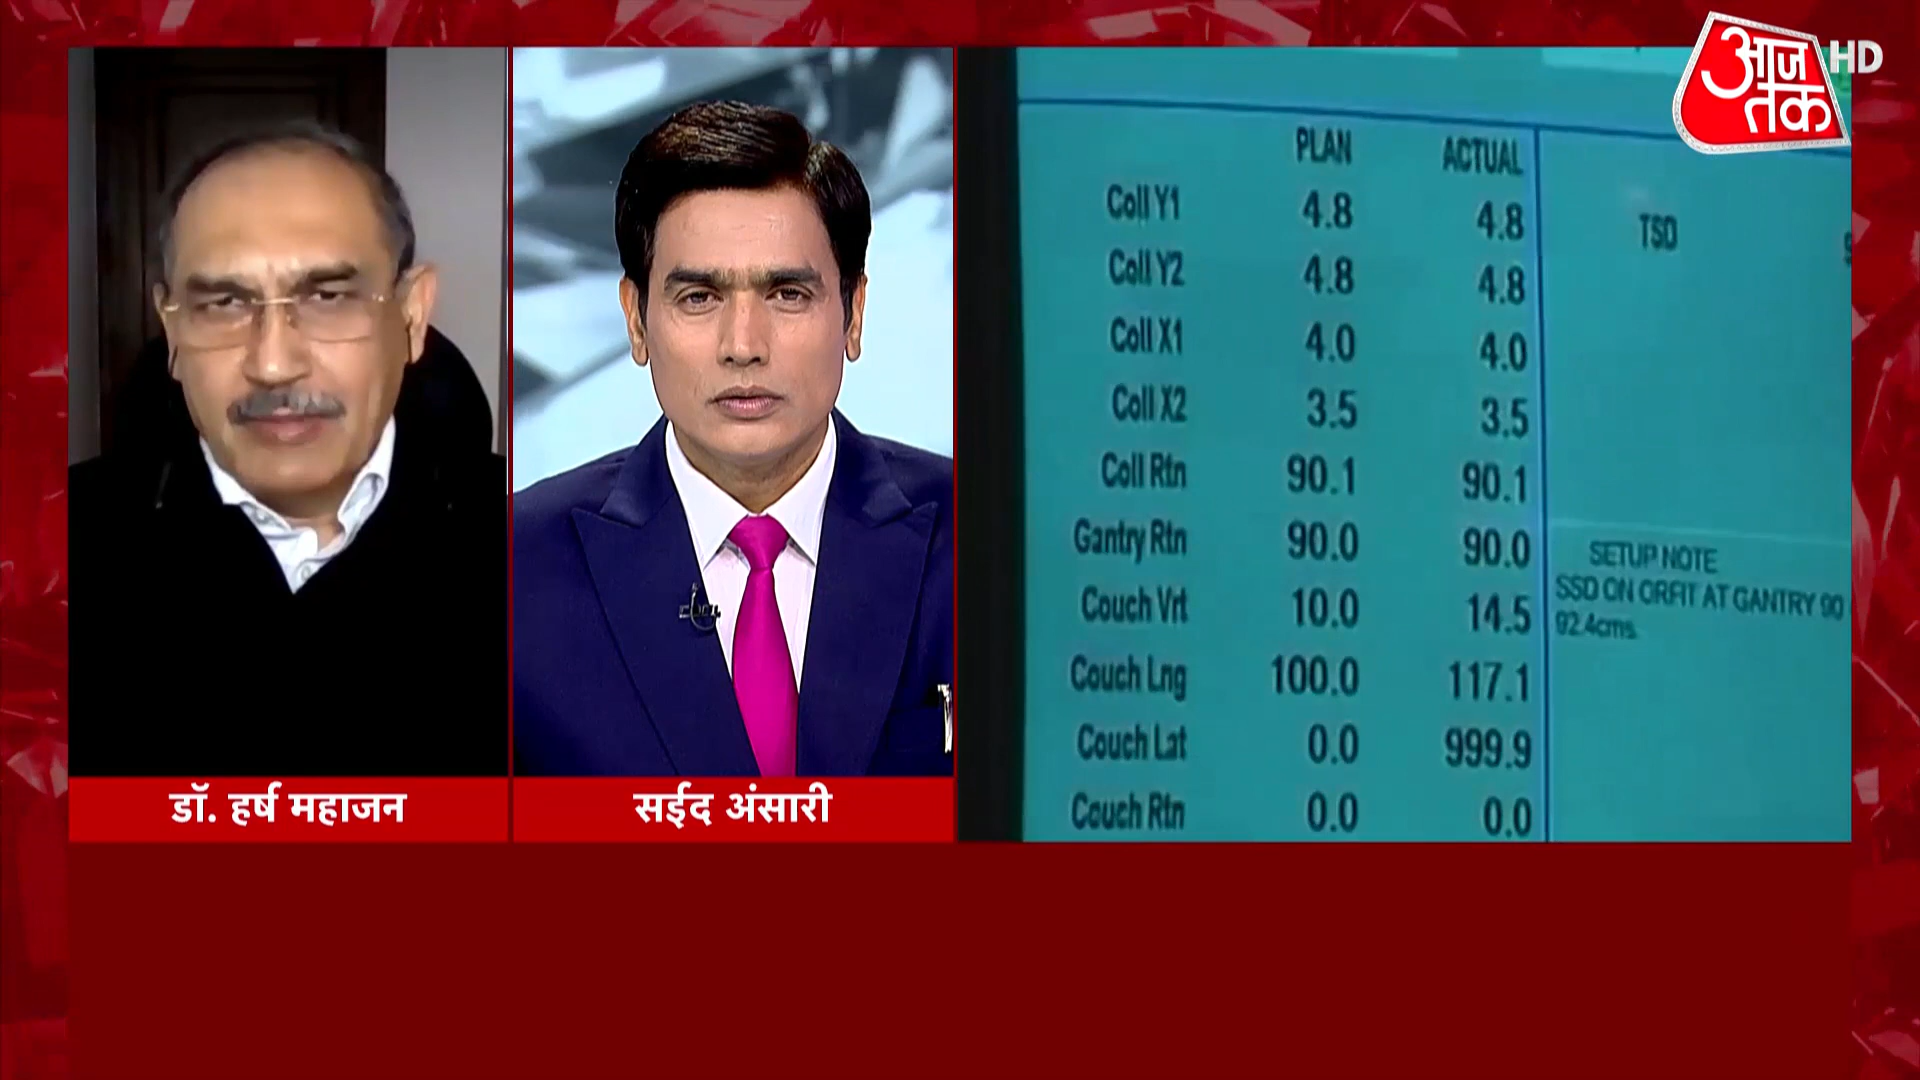 आज
तक
HD
PLAN ACTUAL
Coll Y1 4.8 4.8
Coll Y2 4.8 4.8
Coll X1 4.0 4.0
Coll X2 3.5 3.5
Coll Rtn 90.1 90.1
Gantry Rtn 90.0 90.0
Couch Vrt 10.0 14.5
Couch Lng 100.0 117.1
Couch Lat 0.0 999.9
Couch Rtn 0.0 0.0
TSD
SETUP NOTE
SSD ON ORFIT AT GANTRY 90
92.4cms
डॉ. हर्ष महाजन
सईद अंसारी